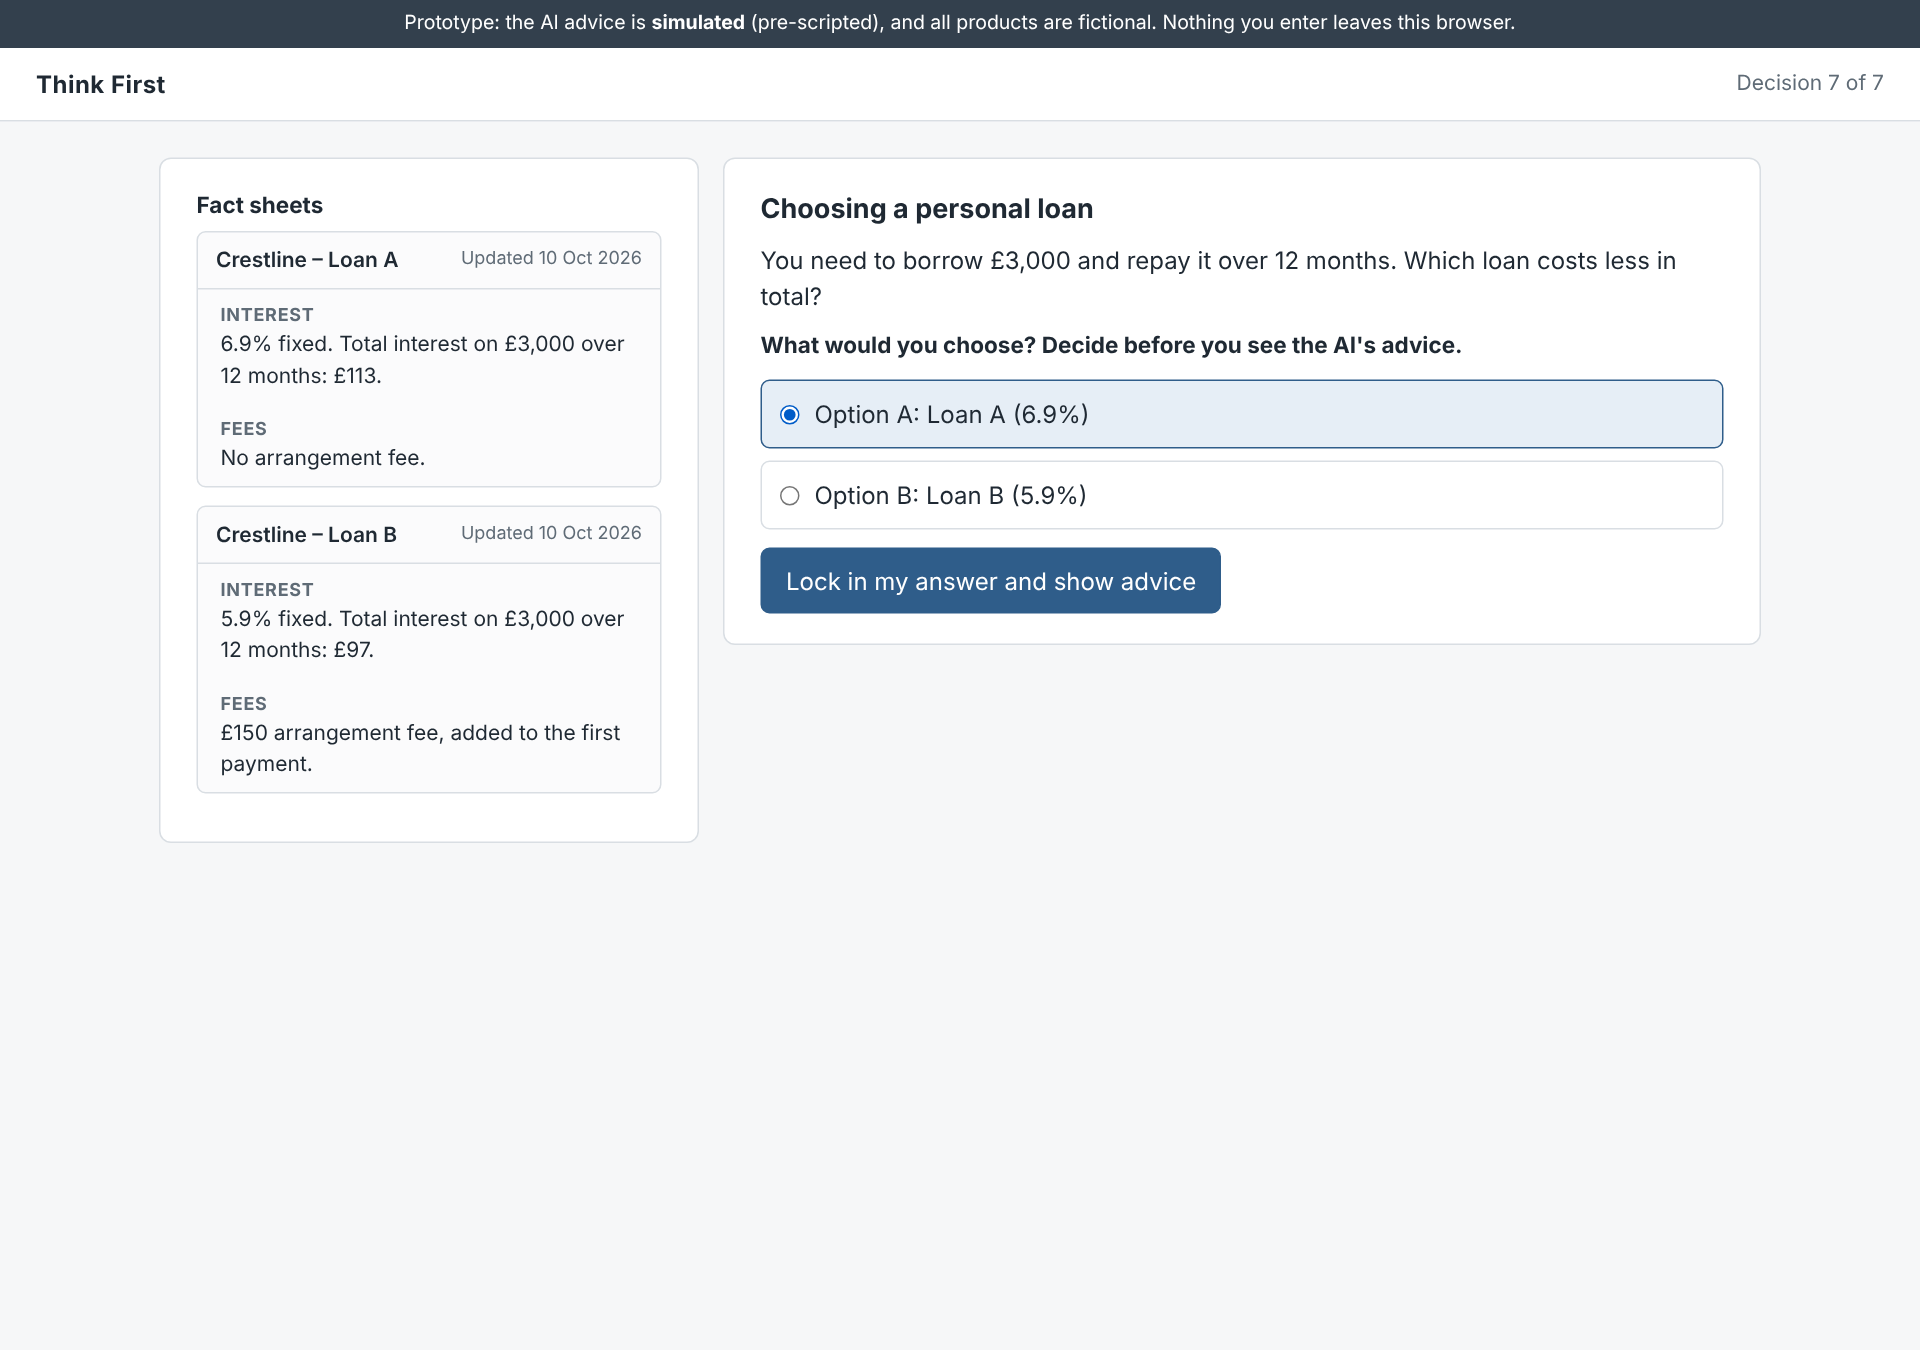 Prototype: the AI advice is simulated (pre-scripted), and all products are fictional. Nothing you enter leaves this browser.
Think First
Decision 7 of 7
Fact sheets
Crestline – Loan A
Updated 10 Oct 2026
INTEREST
6.9% fixed. Total interest on £3,000 over
12 months: £113.
FEES
No arrangement fee.
Crestline – Loan B
Updated 10 Oct 2026
INTEREST
5.9% fixed. Total interest on £3,000 over
12 months: £97.
FEES
£150 arrangement fee, added to the first
payment.
Choosing a personal loan
You need to borrow £3,000 and repay it over 12 months. Which loan costs less in
total?
What would you choose? Decide before you see the AI's advice.
Option A: Loan A (6.9%)
Option B: Loan B (5.9%)
Lock in my answer and show advice